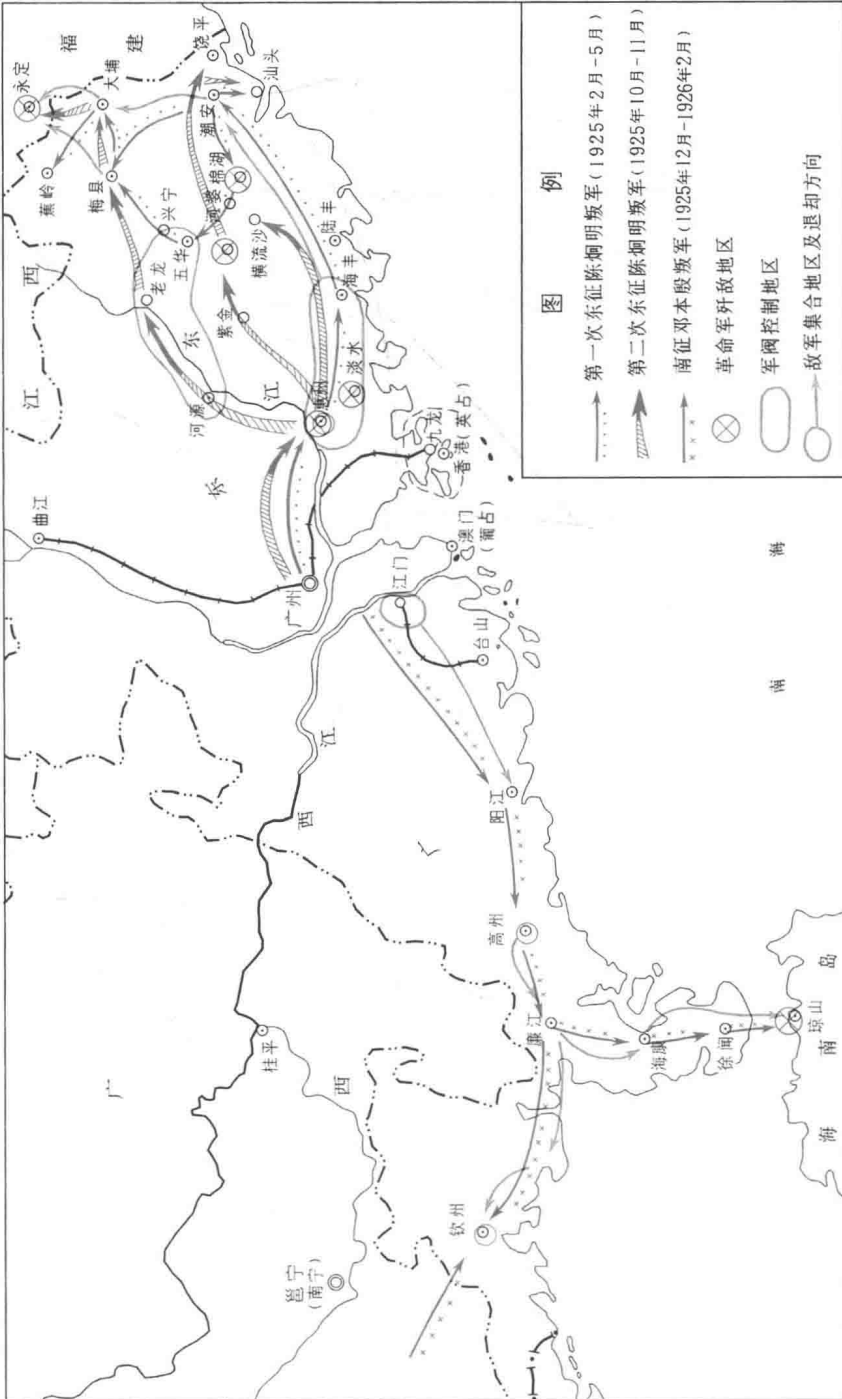 图例
第一次东征陈炯明叛军(1925年2月-5月)
第二次东征陈炯明叛军(1925年10月-11月)
南征邓本殷叛军(1925年12月-1926年2月)
革命军歼敌地区
军阀控制地区
敌军集合地区及退却方向
福建
江西
广东
广西
东江
西江
南海
海南岛
永定
大埔
饶平
蕉岭
梅县
潮安
汕头
兴宁
五华
棉湖
河婆
老龙
横流沙
陆丰
海丰
紫金
河源
惠州
淡水
九龙
香港(英占)
曲江
广州
澳门
(葡占)
江门
台山
阳江
高州
廉江
海康
徐闻
琼山
桂平
钦州
邕宁
(南宁)